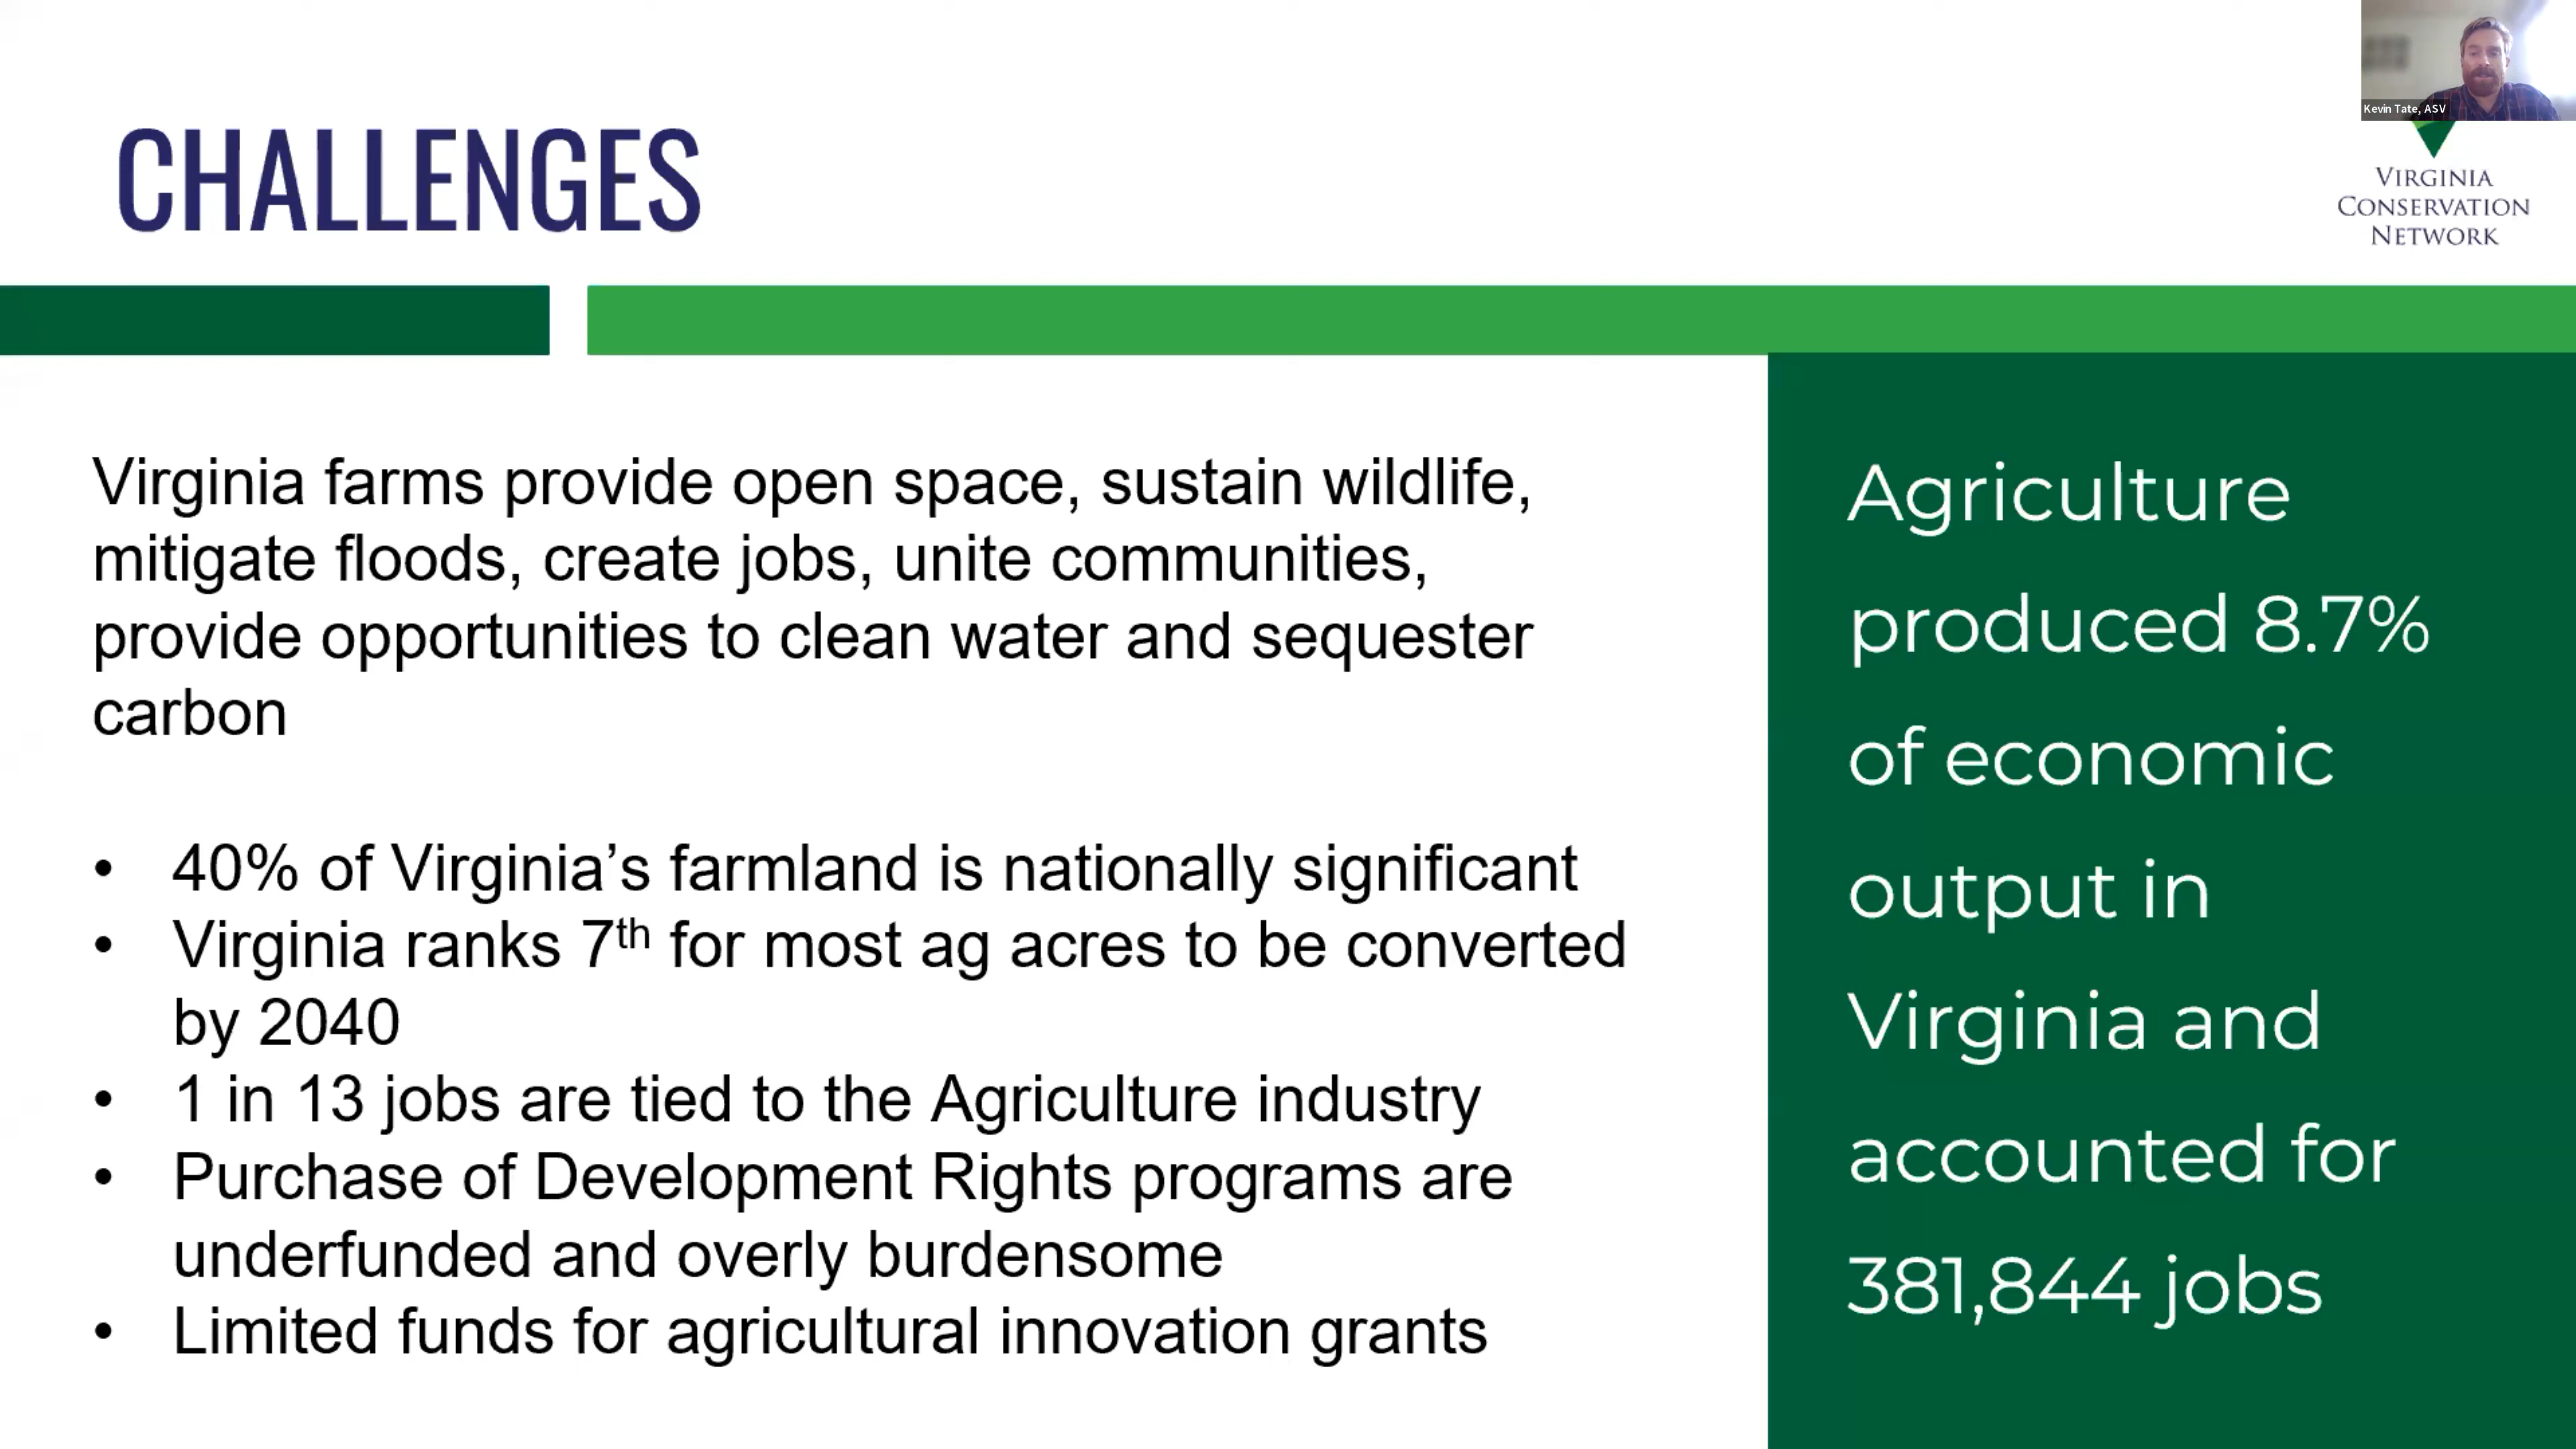 Kevin Tate, ASV
CHALLENGES
VIRGINIA
CONSERVATION
NETWORK
Virginia farms provide open space, sustain wildlife,
mitigate floods, create jobs, unite communities,
provide opportunities to clean water and sequester
carbon
• 40% of Virginia’s farmland is nationally significant
• Virginia ranks 7th for most ag acres to be converted
by 2040
• 1 in 13 jobs are tied to the Agriculture industry
• Purchase of Development Rights programs are
underfunded and overly burdensome
• Limited funds for agricultural innovation grants
Agriculture
produced 8.7%
of economic
output in
Virginia and
accounted for
381,844 jobs